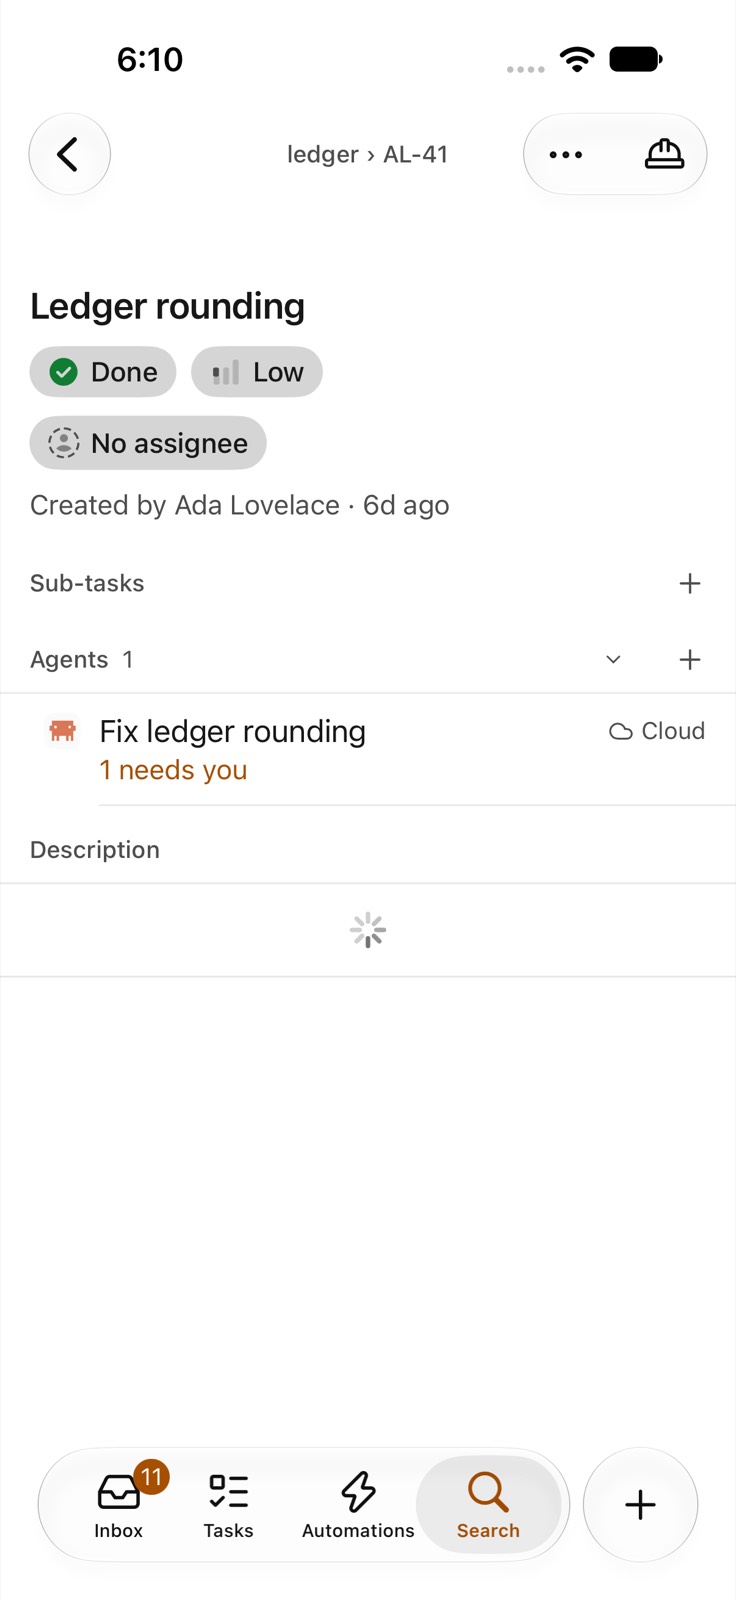 6:10
ledger › AL-41
Ledger rounding
Done
Low
No assignee
Created by Ada Lovelace · 6d ago
Sub-tasks
Agents 1
Fix ledger rounding
Cloud
1 needs you
Description
11
Inbox
Tasks
Automations
Search